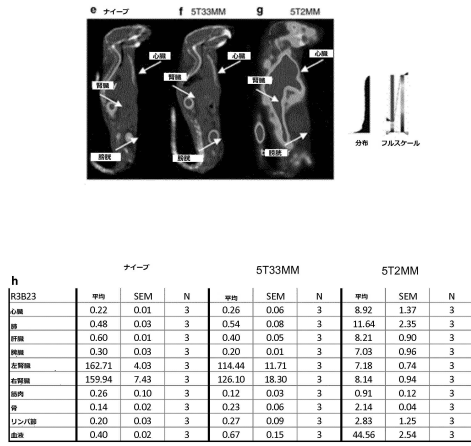 e ナイーブ f 5T33MM g 5T2MM
心臓 心臓 心臓
腎臓 腎臓 腎臓
膀胱 膀胱 膀胱
分布 フルスケール
ナイーブ 5T33MM 5T2MM
h
R3B23 平均 SEM N 平均 SEM N 平均 SEM N
心臓 0.22 0.01 3 0.26 0.06 3 8.92 1.37 3
肺 0.48 0.03 3 0.54 0.08 3 11.64 2.35 3
肝臓 0.60 0.01 3 0.40 0.05 3 8.21 0.90 3
脾臓 0.30 0.03 3 0.20 0.01 3 7.03 0.96 3
左腎臓 162.71 4.03 3 114.44 11.71 3 7.18 0.74 3
右腎臓 159.94 7.43 3 126.10 18.30 3 8.14 0.94 3
筋肉 0.26 0.10 3 0.12 0.03 3 0.91 0.12 3
骨 0.14 0.02 3 0.23 0.06 3 2.14 0.04 3
リンパ節 0.20 0.03 3 0.27 0.09 3 2.83 1.25 3
血液 0.40 0.02 3 0.67 0.15 3 44.56 2.54 3